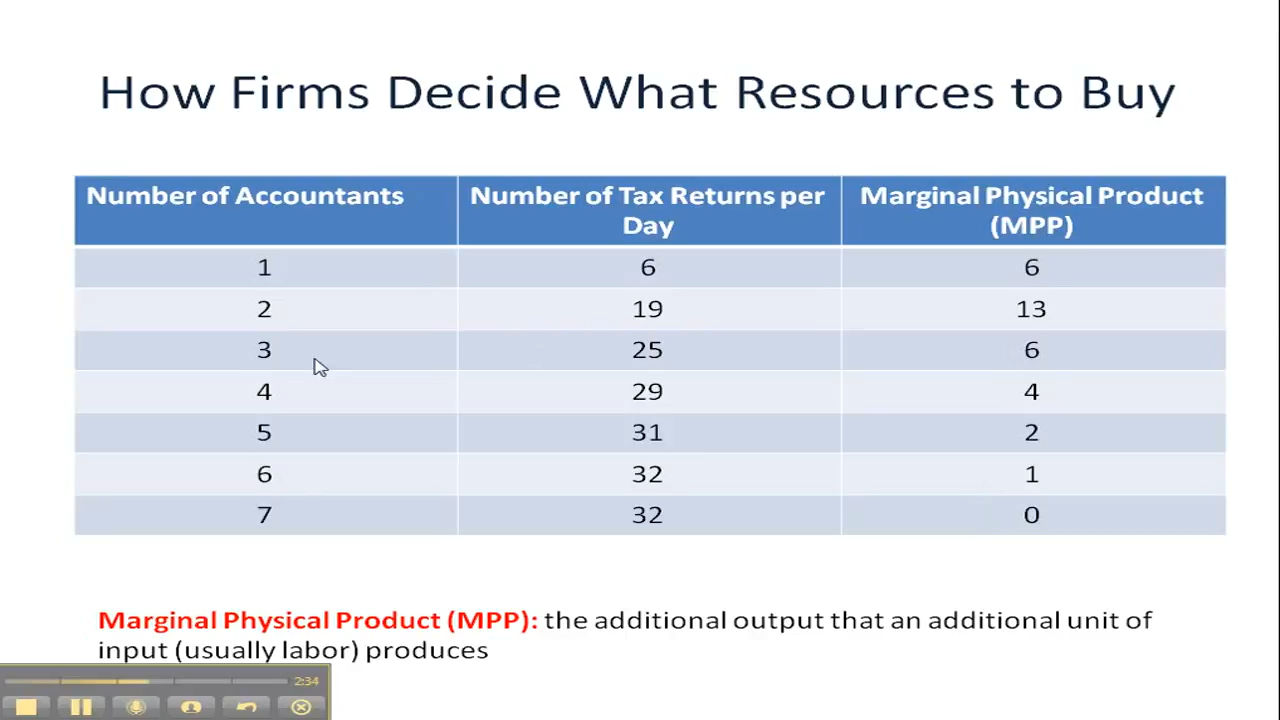 How Firms Decide What Resources to Buy
Number of Accountants
Number of Tax Returns per
Day
Marginal Physical Product
(MPP)
1 6 6
2 19 13
3 25 6
4 29 4
5 31 2
6 32 1
7 32 0
Marginal Physical Product (MPP): the additional output that an additional unit of
input (usually labor) produces
2:34